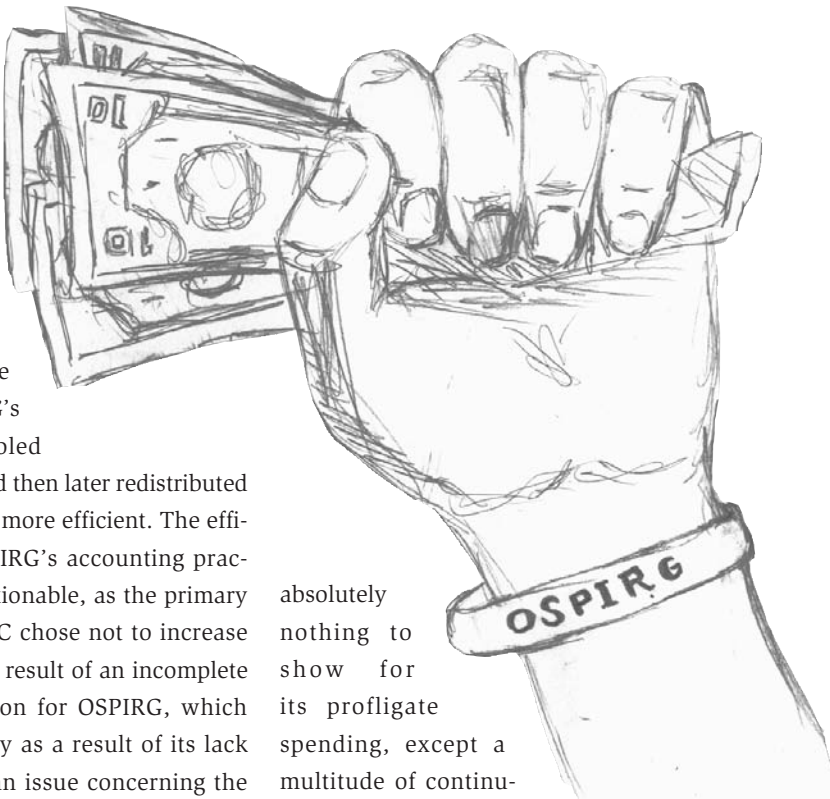 e
G's
oled
d then later redistributed
more efficient. The effi-
IRG's accounting prac-
tionable, as the primary
C chose not to increase
result of an incomplete
on for OSPIRG, which
y as a result of its lack
an issue concerning the
absolutely
nothing to
show for
its profligate
spending, except a
multitude of continu-
OSPIRG